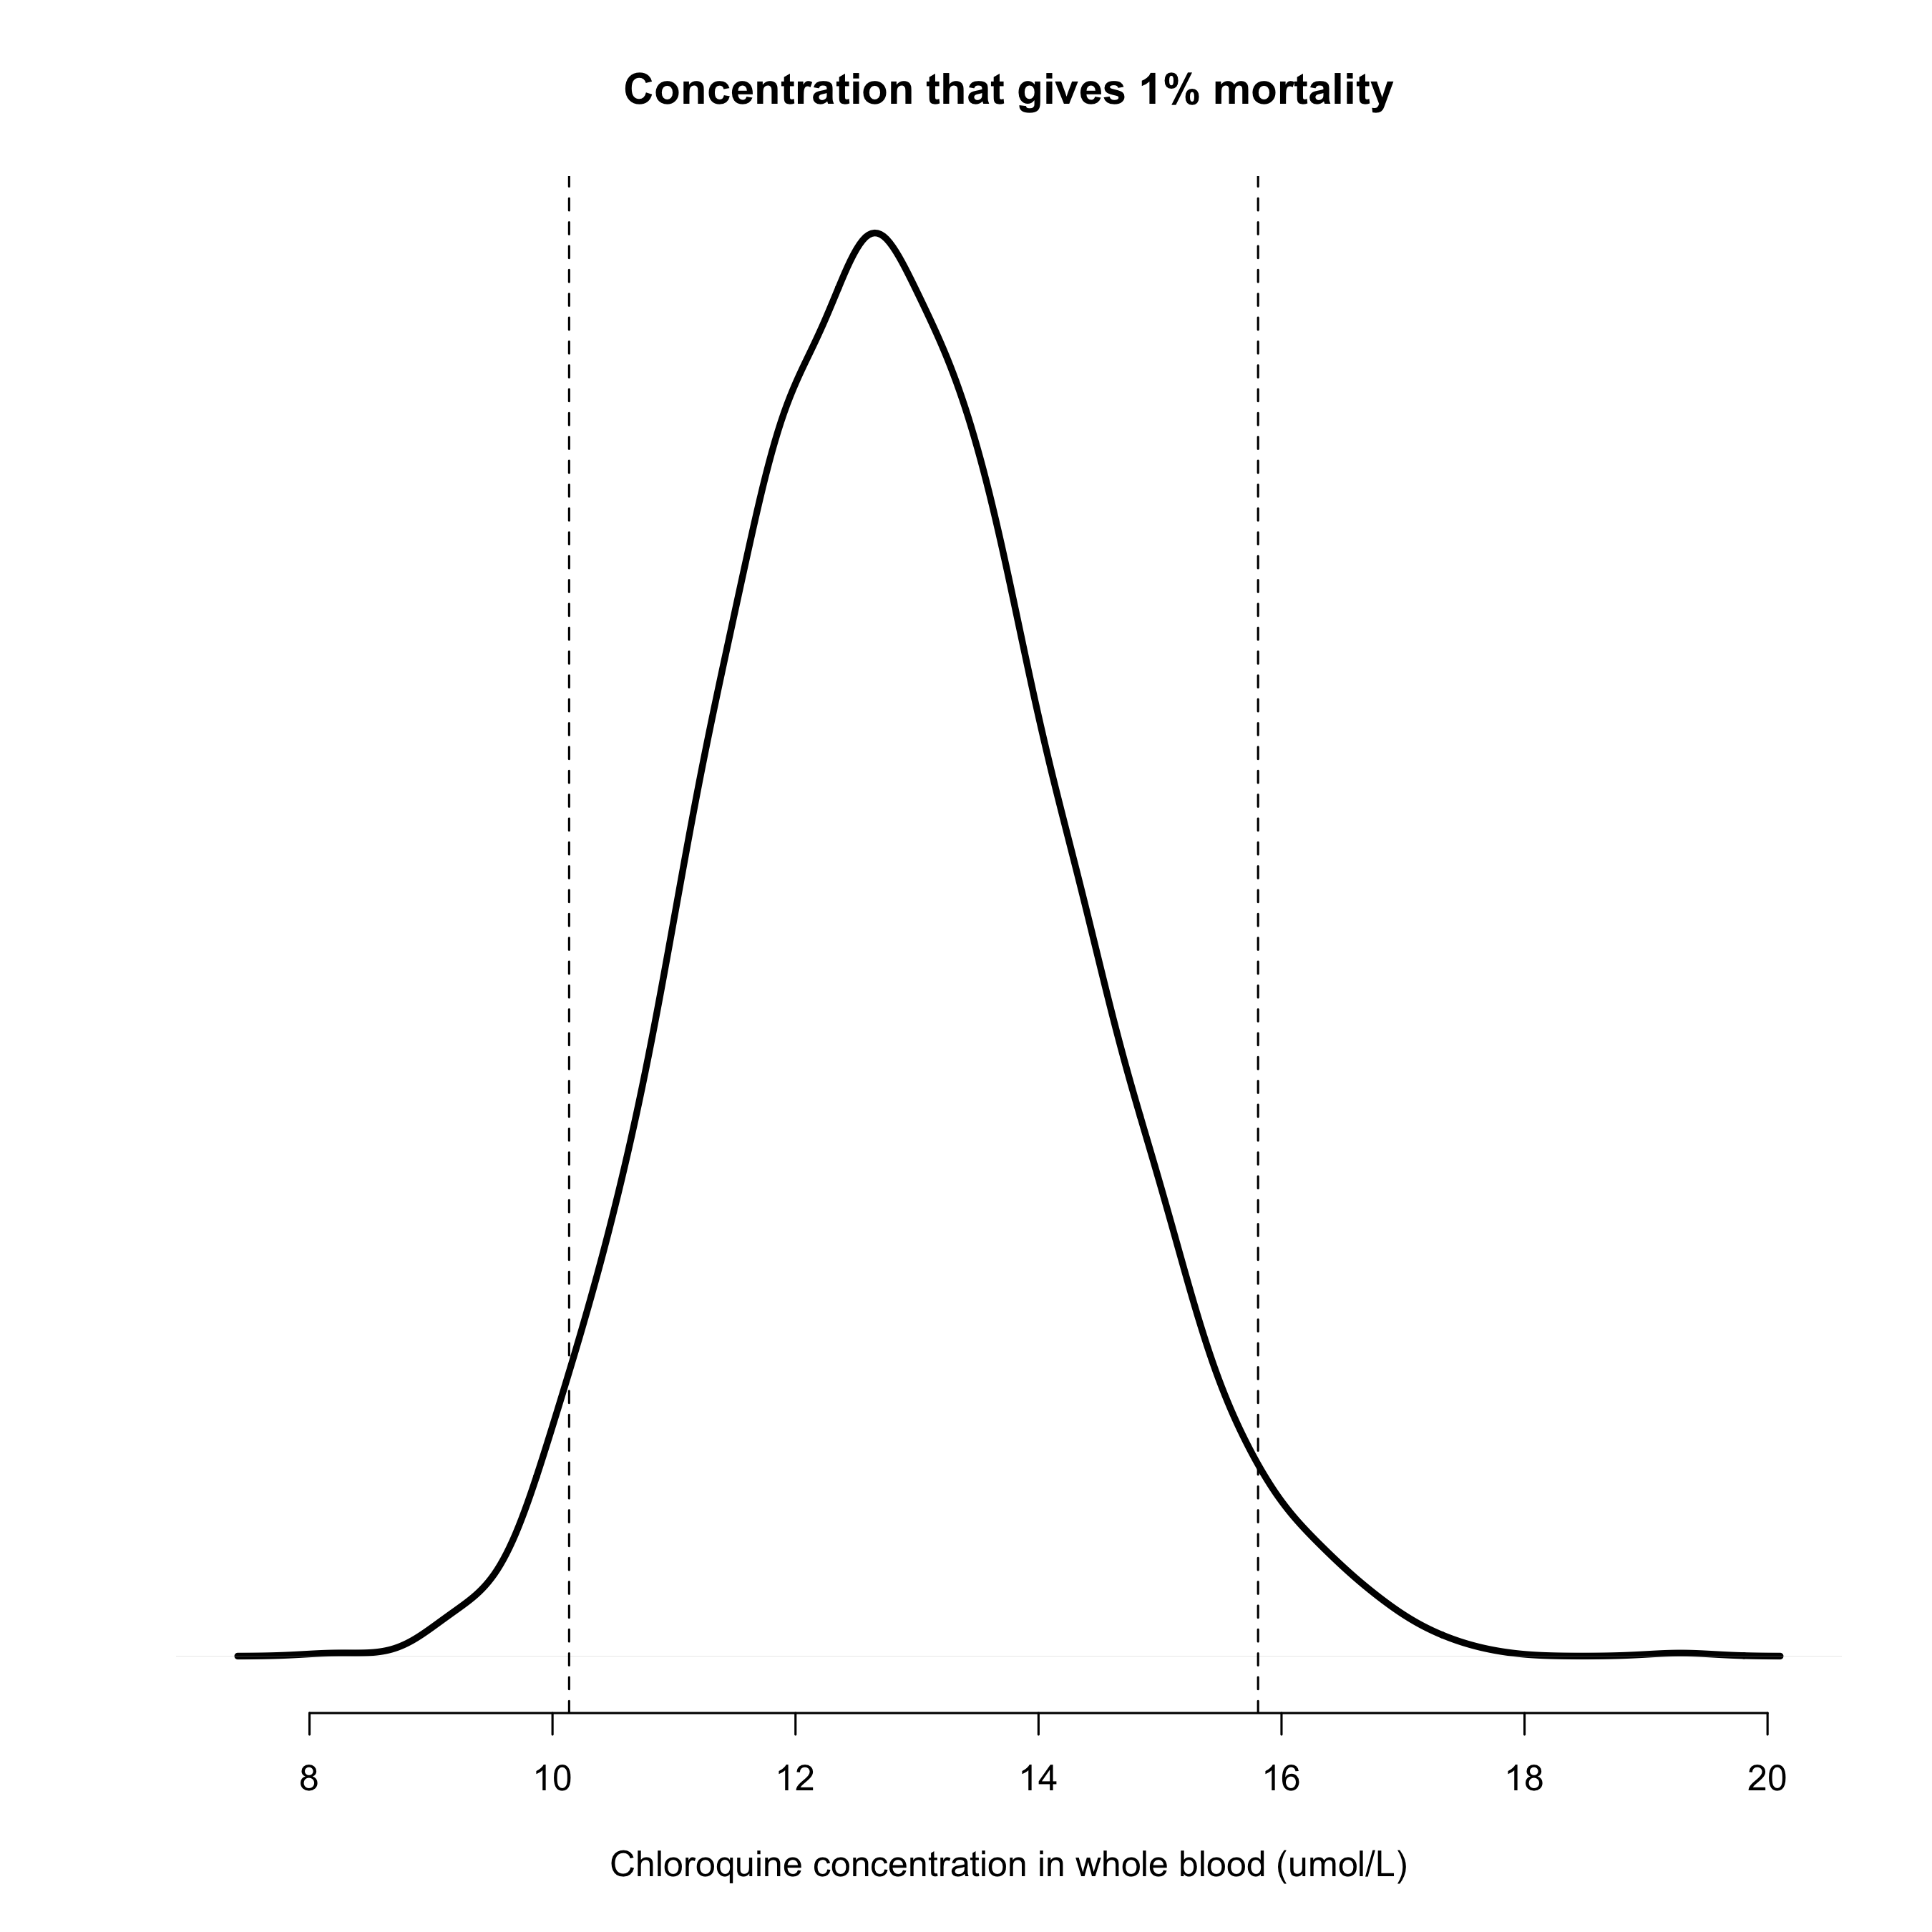 Concentration that gives 1% mortality
8 10 12 14 16 18 20
Chloroquine concentration in whole blood (umol/L)